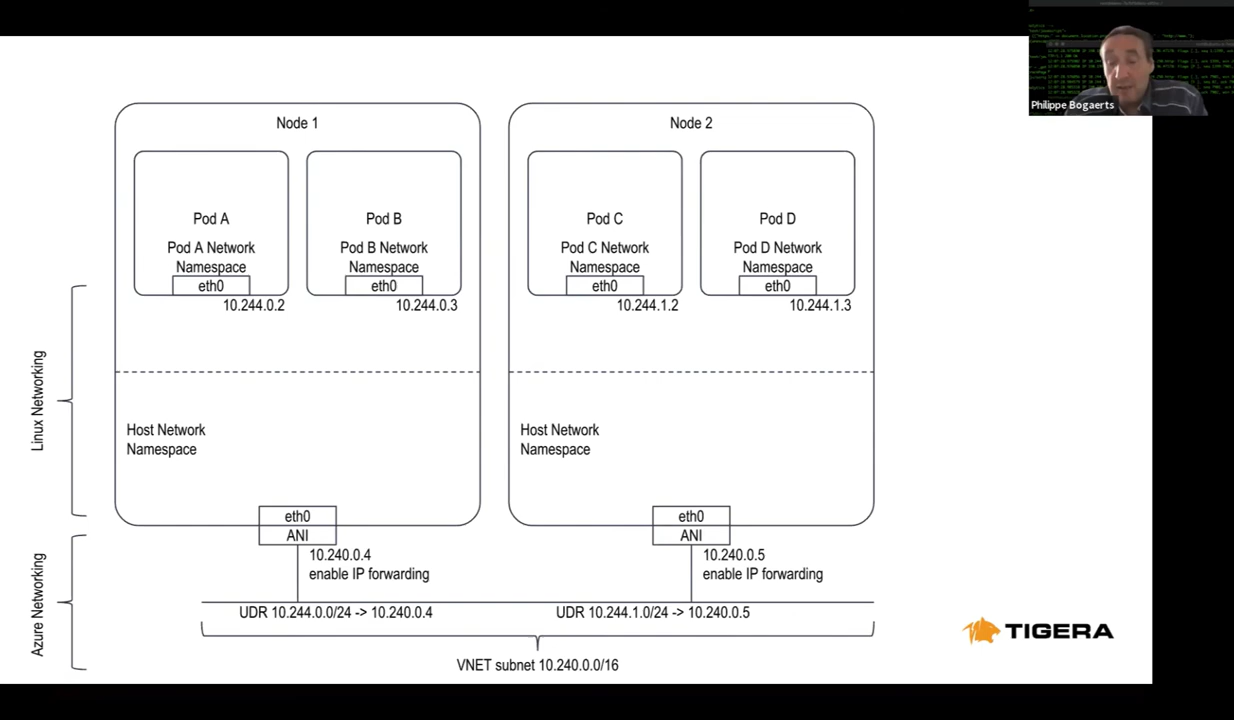 Philippe Bogaerts
Node 1
Node 2
Pod A
Pod A Network
Namespace
eth0
10.244.0.2
Pod B
Pod B Network
Namespace
eth0
10.244.0.3
Pod C
Pod C Network
Namespace
eth0
10.244.1.2
Pod D
Pod D Network
Namespace
eth0
10.244.1.3
Linux Networking
Host Network
Namespace
Host Network
Namespace
eth0
ANI
10.240.0.4
enable IP forwarding
eth0
ANI
10.240.0.5
enable IP forwarding
Azure Networking
UDR 10.244.0.0/24 -> 10.240.0.4
UDR 10.244.1.0/24 -> 10.240.0.5
VNET subnet 10.240.0.0/16
TIGERA